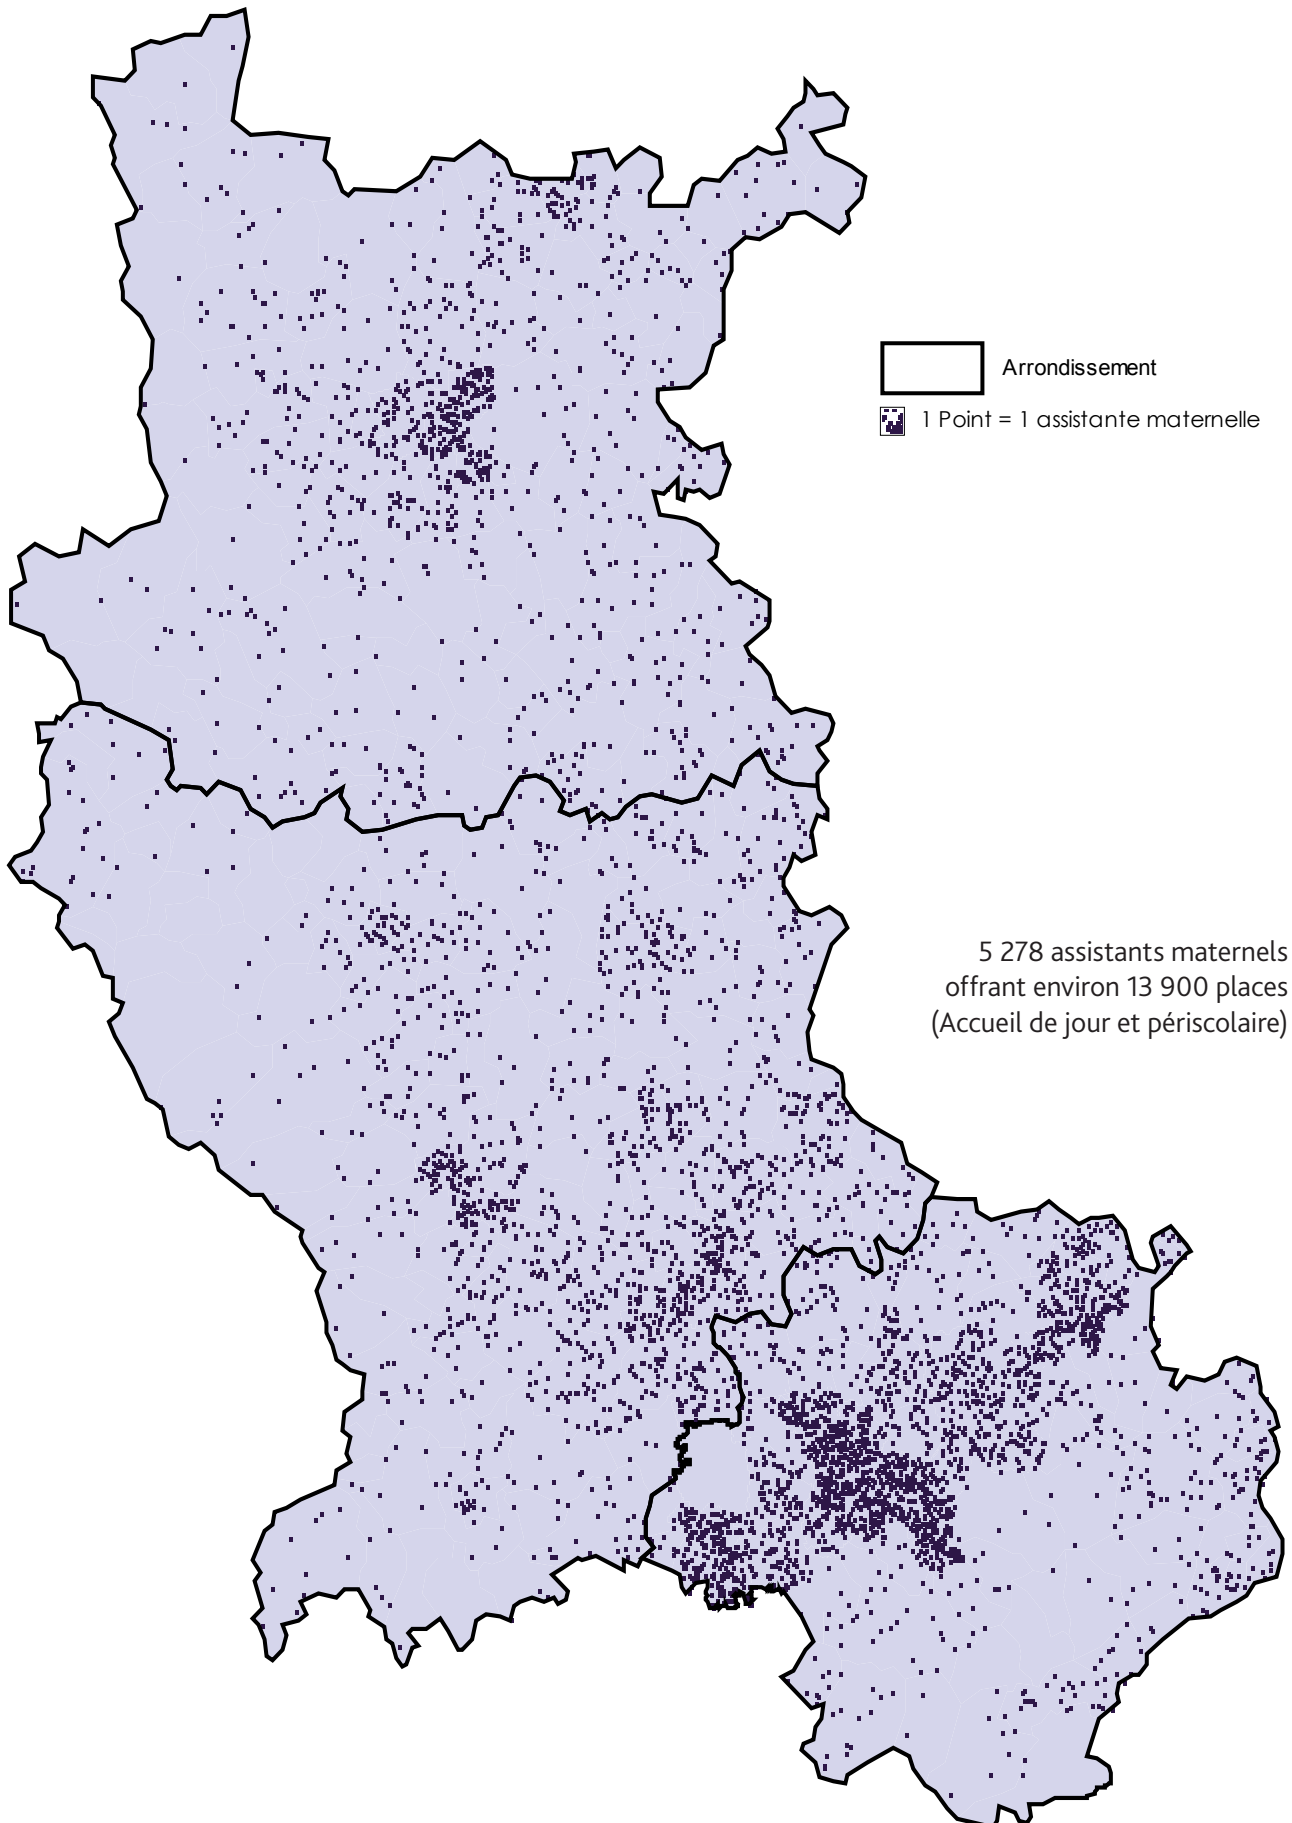 Arrondissement
1 Point = 1 assistante maternelle
5 278 assistants maternels
offrant environ 13 900 places
(Accueil de jour et périscolaire)